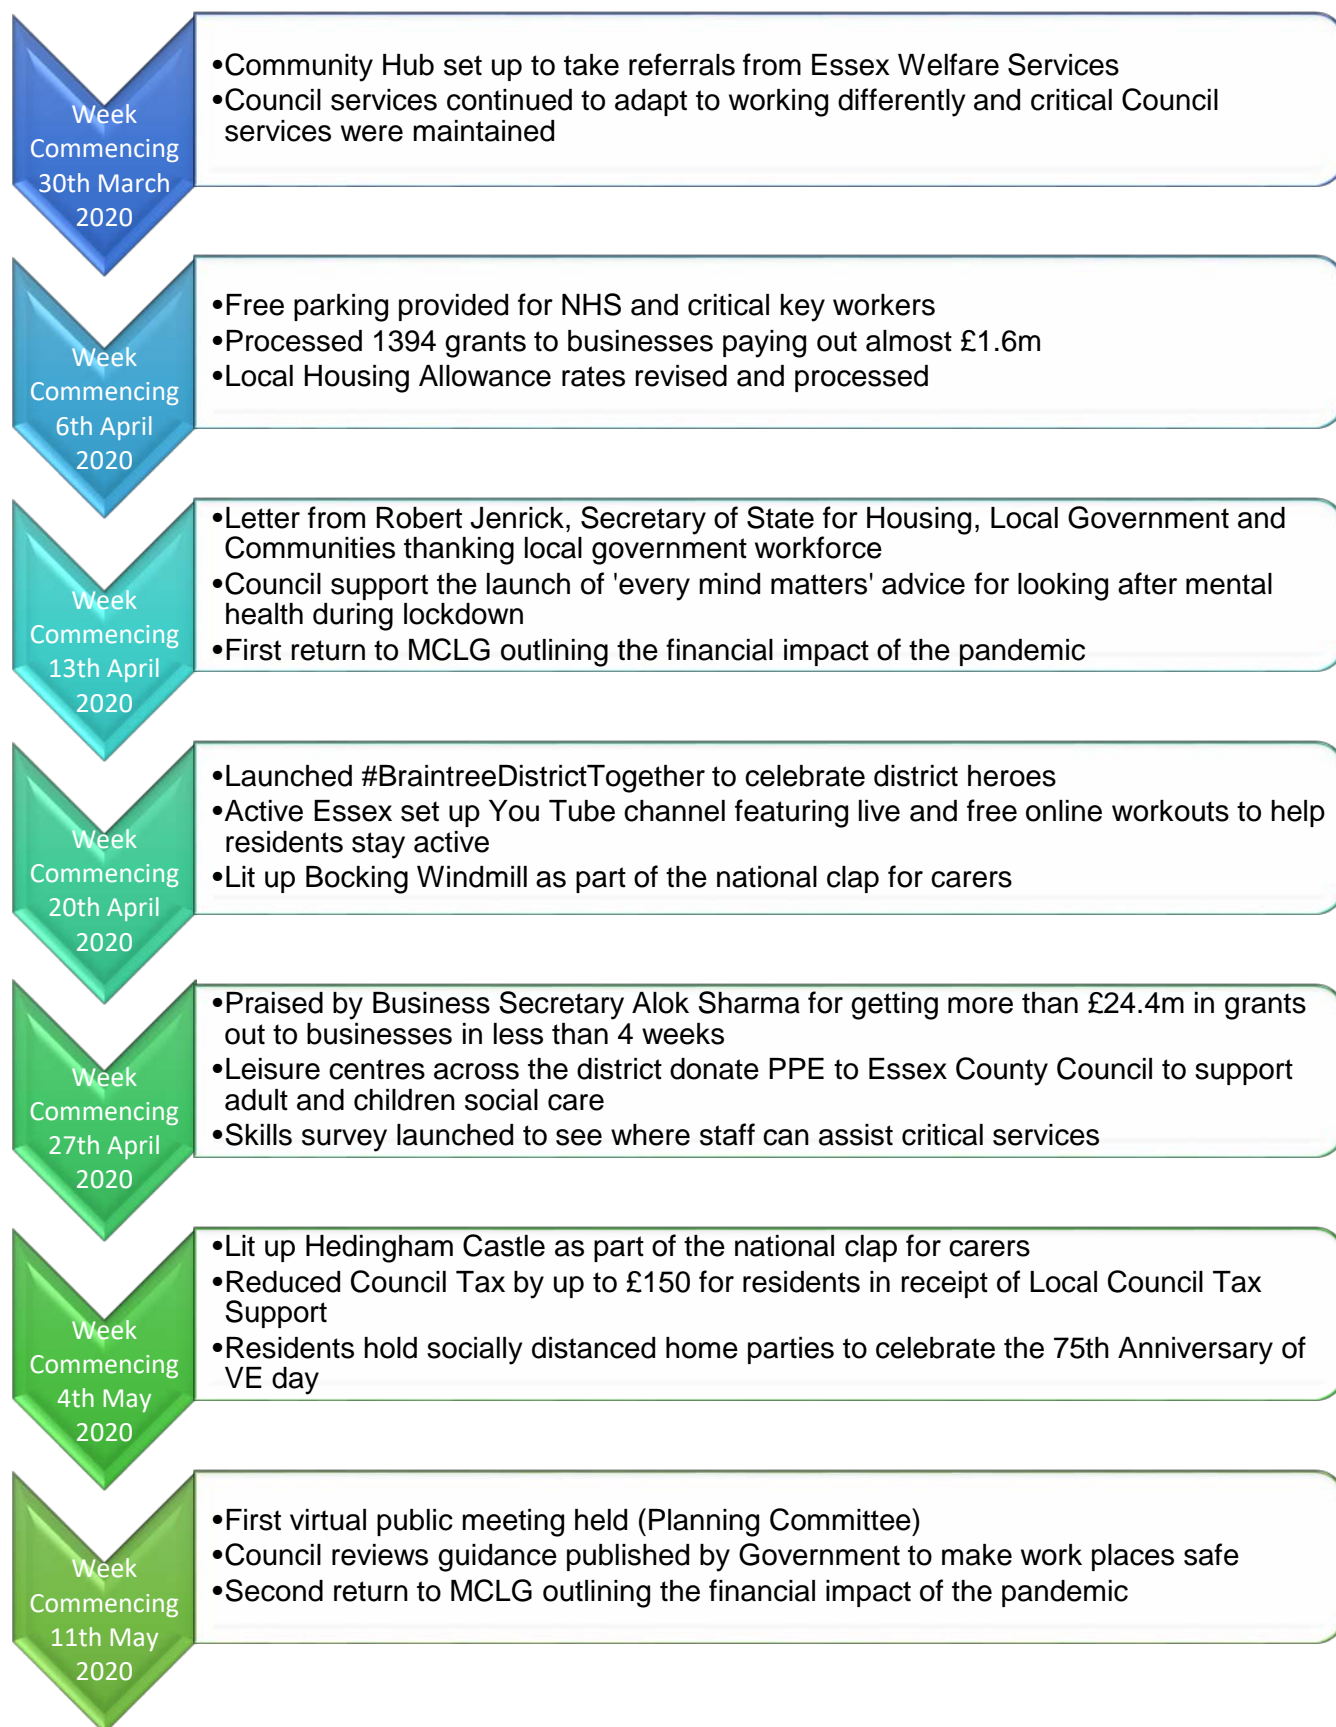 Week
Commencing
30th March
2020
•Community Hub set up to take referrals from Essex Welfare Services
•Council services continued to adapt to working differently and critical Council
services were maintained
Week
Commencing
6th April
2020
•Free parking provided for NHS and critical key workers
•Processed 1394 grants to businesses paying out almost £1.6m
•Local Housing Allowance rates revised and processed
Week
Commencing
13th April
2020
•Letter from Robert Jenrick, Secretary of State for Housing, Local Government and
Communities thanking local government workforce
•Council support the launch of 'every mind matters' advice for looking after mental
health during lockdown
•First return to MCLG outlining the financial impact of the pandemic
Week
Commencing
20th April
2020
•Launched #BraintreeDistrictTogether to celebrate district heroes
•Active Essex set up You Tube channel featuring live and free online workouts to help
residents stay active
•Lit up Bocking Windmill as part of the national clap for carers
Week
Commencing
27th April
2020
•Praised by Business Secretary Alok Sharma for getting more than £24.4m in grants
out to businesses in less than 4 weeks
•Leisure centres across the district donate PPE to Essex County Council to support
adult and children social care
•Skills survey launched to see where staff can assist critical services
Week
Commencing
4th May
2020
•Lit up Hedingham Castle as part of the national clap for carers
•Reduced Council Tax by up to £150 for residents in receipt of Local Council Tax
Support
•Residents hold socially distanced home parties to celebrate the 75th Anniversary of
VE day
Week
Commencing
11th May
2020
•First virtual public meeting held (Planning Committee)
•Council reviews guidance published by Government to make work places safe
•Second return to MCLG outlining the financial impact of the pandemic